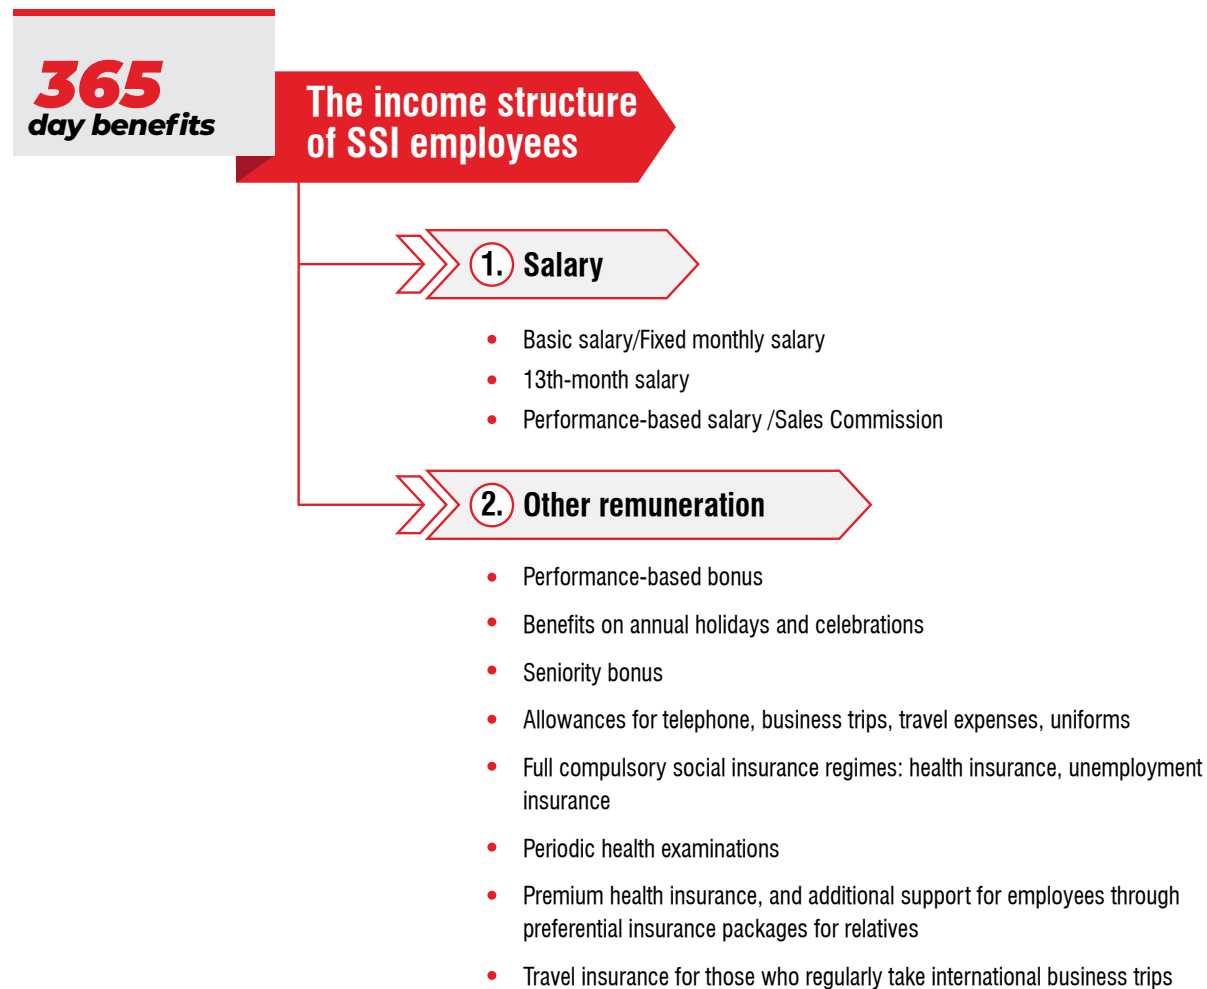 365
day benefits
The income structure
of SSI employees
1. Salary
• Basic salary/Fixed monthly salary
• 13th-month salary
• Performance-based salary /Sales Commission
2. Other remuneration
• Performance-based bonus
• Benefits on annual holidays and celebrations
• Seniority bonus
• Allowances for telephone, business trips, travel expenses, uniforms
• Full compulsory social insurance regimes: health insurance, unemployment
insurance
• Periodic health examinations
• Premium health insurance, and additional support for employees through
preferential insurance packages for relatives
• Travel insurance for those who regularly take international business trips